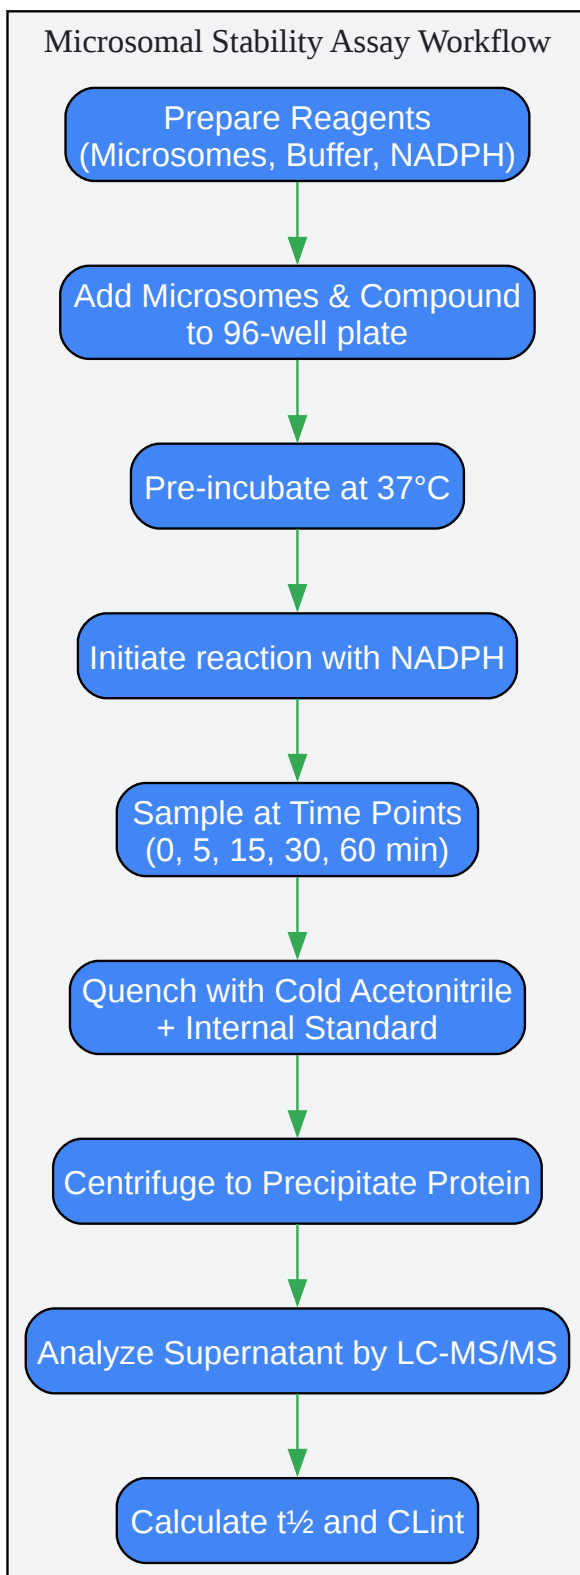 Microsomal Stability Assay Workflow
Prepare Reagents
(Microsomes, Buffer, NADPH)
Add Microsomes & Compound
to 96-well plate
Pre-incubate at 37°C
Initiate reaction with NADPH
Sample at Time Points
(0, 5, 15, 30, 60 min)
Quench with Cold Acetonitrile
+ Internal Standard
Centrifuge to Precipitate Protein
Analyze Supernatant by LC-MS/MS
Calculate t½ and CLint